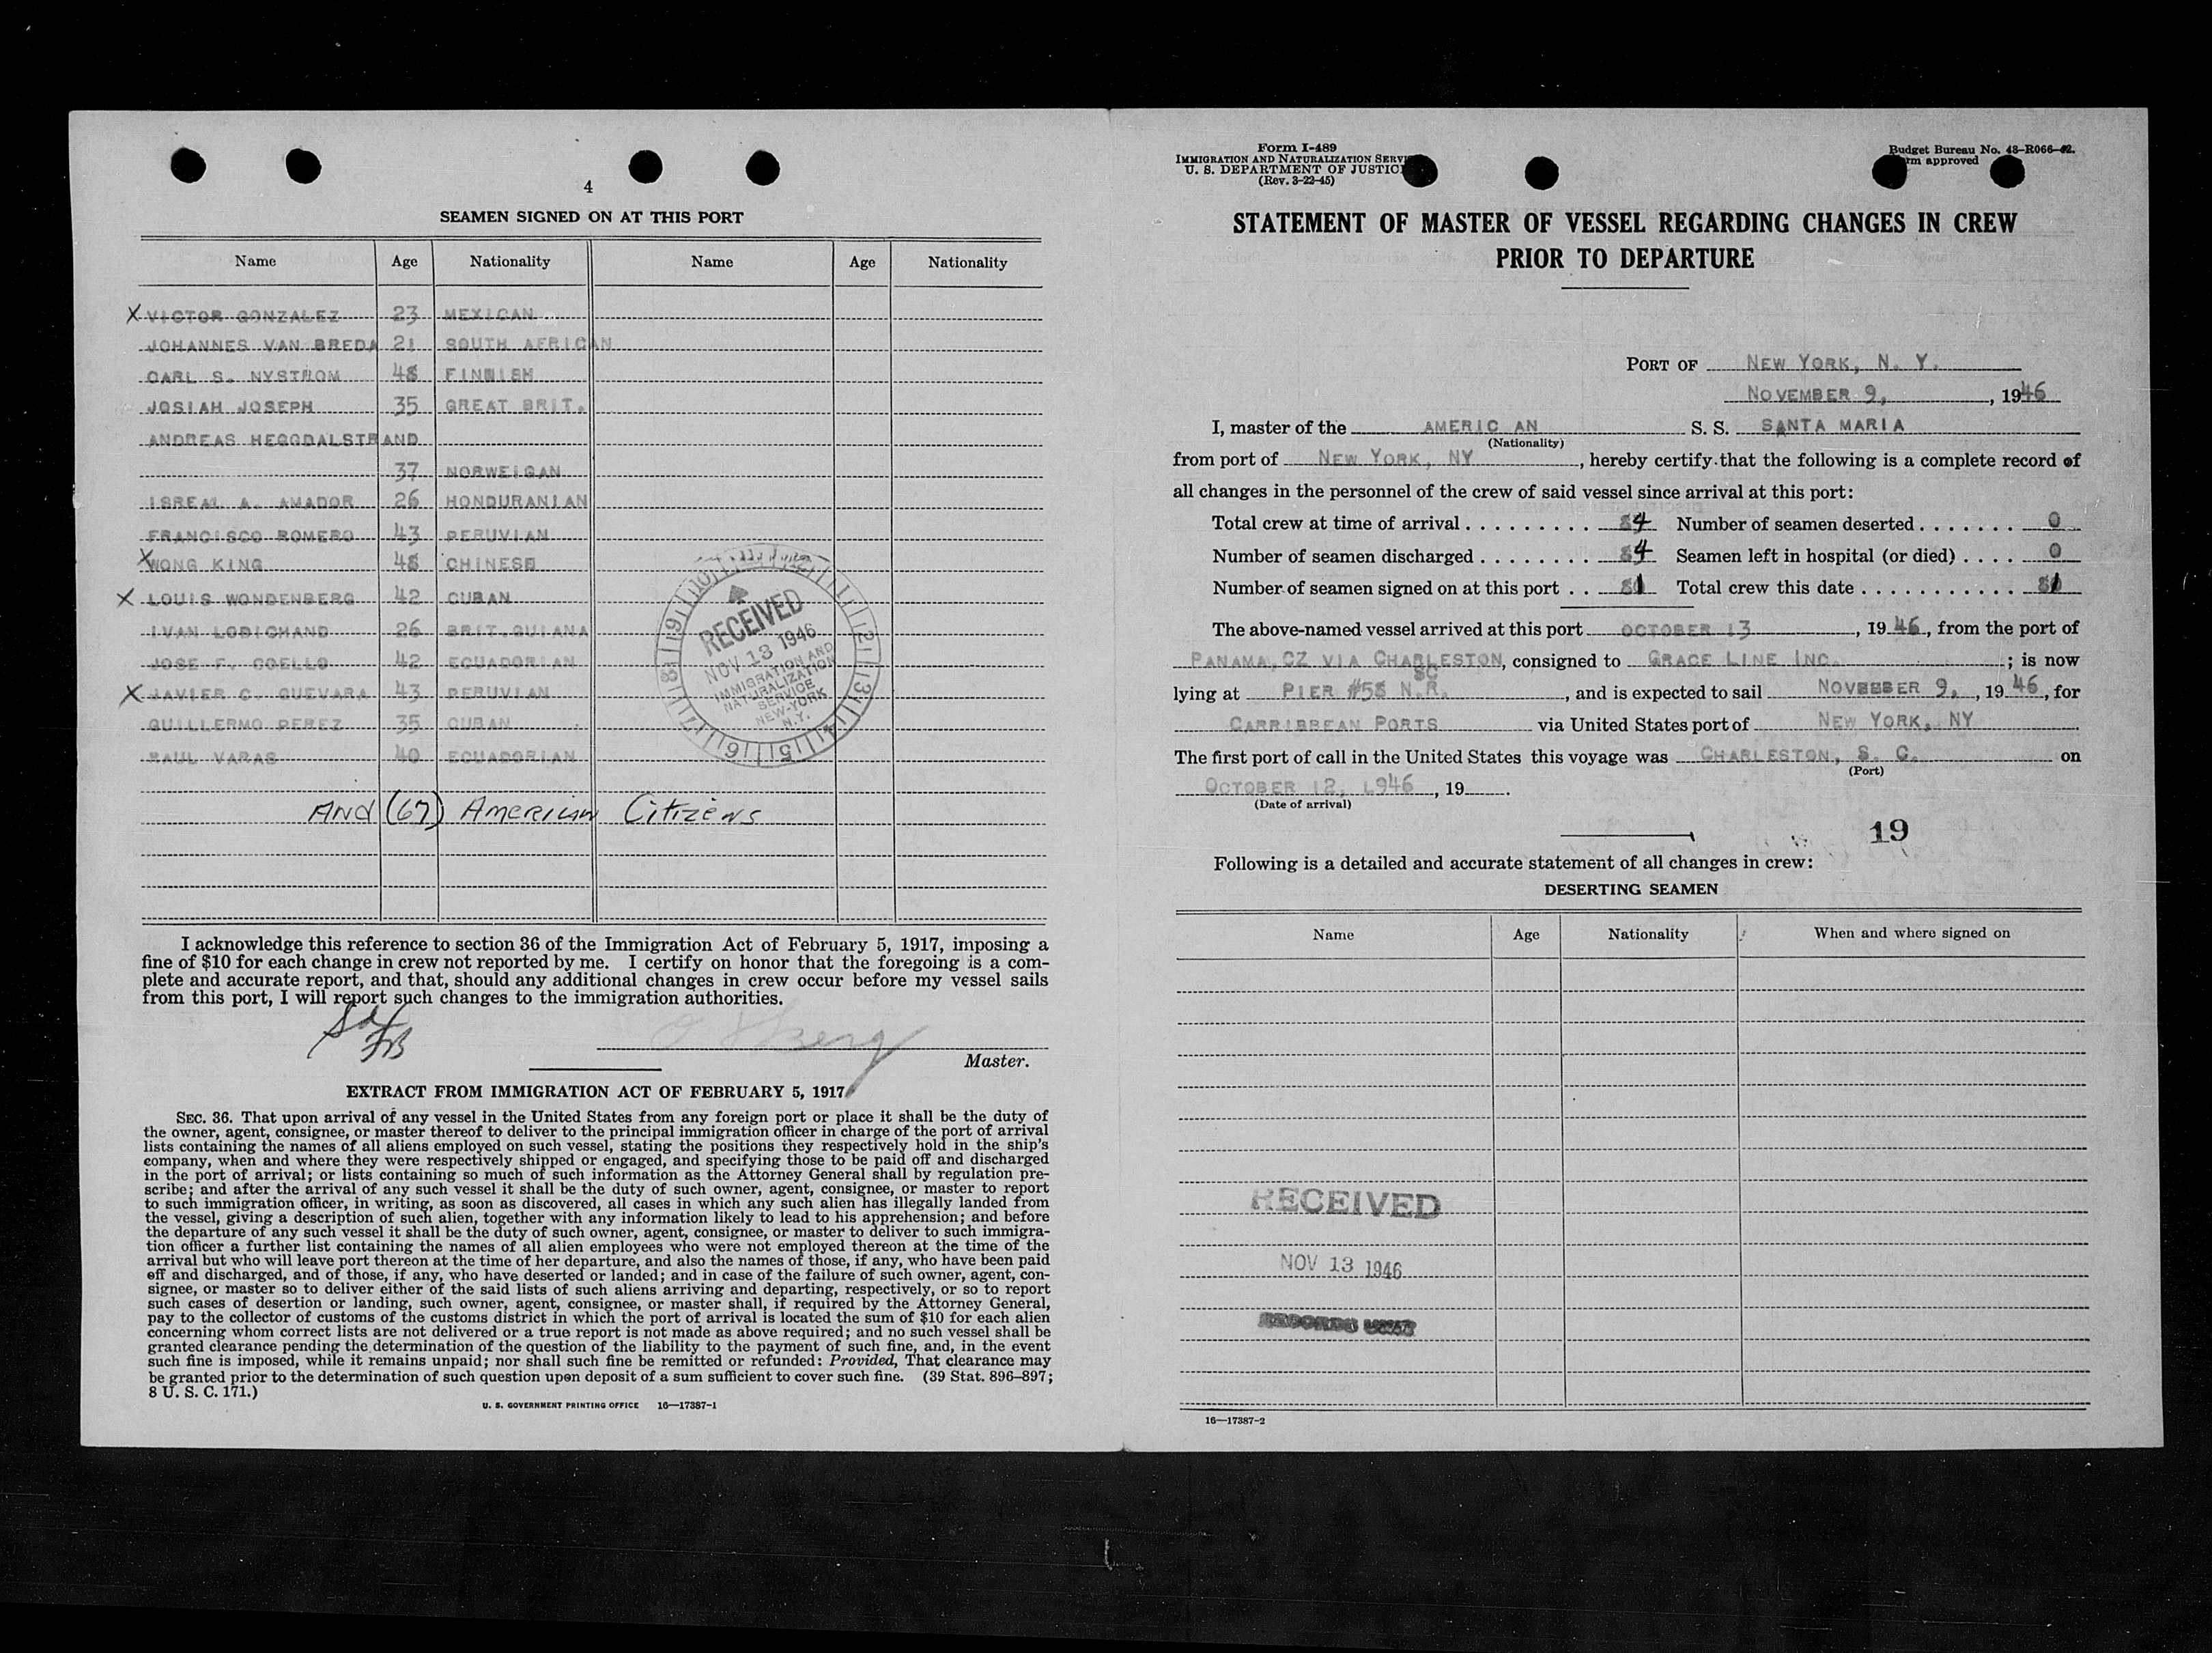 4
SEAMEN SIGNED ON AT THIS PORT
Name Age Nationality Name Age Nationality
X VICTOR GONZALEZ 23 MEXICAN
JOHANNES VAN BREDA 21 SOUTH AFRICAN
CARL S. NYSTROM 48 FINNISH
JOSIAH JOSEPH 35 GREAT BRIT.
ANDREAS HEGGDALSTRAND
37 NORWEIGAN
ISREAL A. AMADOR 26 HONDURANIAN
FRANCISCO ROMERO 43 PERUVIAN
X WONG KING 48 CHINESE
X LOUIS WONDENBERG 42 CUBAN
IVAN LODICHAND 26 BRIT.GUIANA
JOSE F. COELLO 42 ECUADORIAN
X JAVIER C. GUEVARA 43 PERUVIAN
GUILLERMO PEREZ 35 CUBAN
RAUL VARAS 40 ECUADORIAN
And (67) American Citizens
RECEIVED
NOV 13 1946
IMMIGRATION AND
NATURALIZATION
SERVICE
NEW-YORK
N.Y.
I acknowledge this reference to section 36 of the Immigration Act of February 5, 1917, imposing a
fine of $10 for each change in crew not reported by me. I certify on honor that the foregoing is a com-
plete and accurate report, and that, should any additional changes in crew occur before my vessel sails
from this port, I will report such changes to the immigration authorities.
Berg
Master.
EXTRACT FROM IMMIGRATION ACT OF FEBRUARY 5, 1917
SEC. 36. That upon arrival of any vessel in the United States from any foreign port or place it shall be the duty of
the owner, agent, consignee, or master thereof to deliver to the principal immigration officer in charge of the port of arrival
lists containing the names of all aliens employed on such vessel, stating the positions they respectively hold in the ship's
company, when and where they were respectively shipped or engaged, and specifying those to be paid off and discharged
in the port of arrival; or lists containing so much of such information as the Attorney General shall by regulation pre-
scribe; and after the arrival of any such vessel it shall be the duty of such owner, agent, consignee, or master to report
to such immigration officer, in writing, as soon as discovered, all cases in which any such alien has illegally landed from
the vessel, giving a description of such alien, together with any information likely to lead to his apprehension; and before
the departure of any such vessel it shall be the duty of such owner, agent, consignee, or master to deliver to such immigra-
tion officer a further list containing the names of all alien employees who were not employed thereon at the time of the
arrival but who will leave port thereon at the time of her departure, and also the names of those, if any, who have been paid
off and discharged, and of those, if any, who have deserted or landed; and in case of the failure of such owner, agent, con-
signee, or master so to deliver either of the said lists of such aliens arriving and departing, respectively, or so to report
such cases of desertion or landing, such owner, agent, consignee, or master shall, if required by the Attorney General,
pay to the collector of customs of the customs district in which the port of arrival is located the sum of $10 for each alien
concerning whom correct lists are not delivered or a true report is not made as above required; and no such vessel shall be
granted clearance pending the determination of the question of the liability to the payment of such fine, and, in the event
such fine is imposed, while it remains unpaid; nor shall such fine be remitted or refunded: Provided, That clearance may
be granted prior to the determination of such question upon deposit of a sum sufficient to cover such fine. (39 Stat. 896–897;
8 U. S. C. 171.)
U. S. GOVERNMENT PRINTING OFFICE 16—17387-1
Form I-489
IMMIGRATION AND NATURALIZATION SERVI
U. S. DEPARTMENT OF JUSTIC
(Rev. 3-22-45)
Budget Bureau No. 43-R066-42.
rm approved
STATEMENT OF MASTER OF VESSEL REGARDING CHANGES IN CREW
PRIOR TO DEPARTURE
PORT OF NEW YORK, N. Y.
NOVEMBER 9, , 1946
I, master of the AMERIC AN S. S. SANTA MARIA
(Nationality)
from port of NEW YORK, NY , hereby certify that the following is a complete record of
all changes in the personnel of the crew of said vessel since arrival at this port:
Total crew at time of arrival . . . . . . . . . 84 Number of seamen deserted . . . . . . . 0
Number of seamen discharged . . . . . . . . 84 Seamen left in hospital (or died) . . . . 0
Number of seamen signed on at this port . . 81 Total crew this date . . . . . . . . . . . 81
The above-named vessel arrived at this port OCTOBER 13 , 19 46, from the port of
PANAMA, CZ VIA CHARLESTON, consigned to GRACE LINE INC. ; is now
SC
lying at PIER #58 N.R. , and is expected to sail NOVEMBER 9, , 19 46, for
CARRIBBEAN PORTS via United States port of NEW YORK, NY
The first port of call in the United States this voyage was CHARLESTON, S. C. on
(Port)
OCTOBER 12, 1946 , 19 .
(Date of arrival)
19
Following is a detailed and accurate statement of all changes in crew:
DESERTING SEAMEN
Name Age Nationality When and where signed on
RECEIVED
NOV 13 1946
RECORDS UNIT
16—17387-2